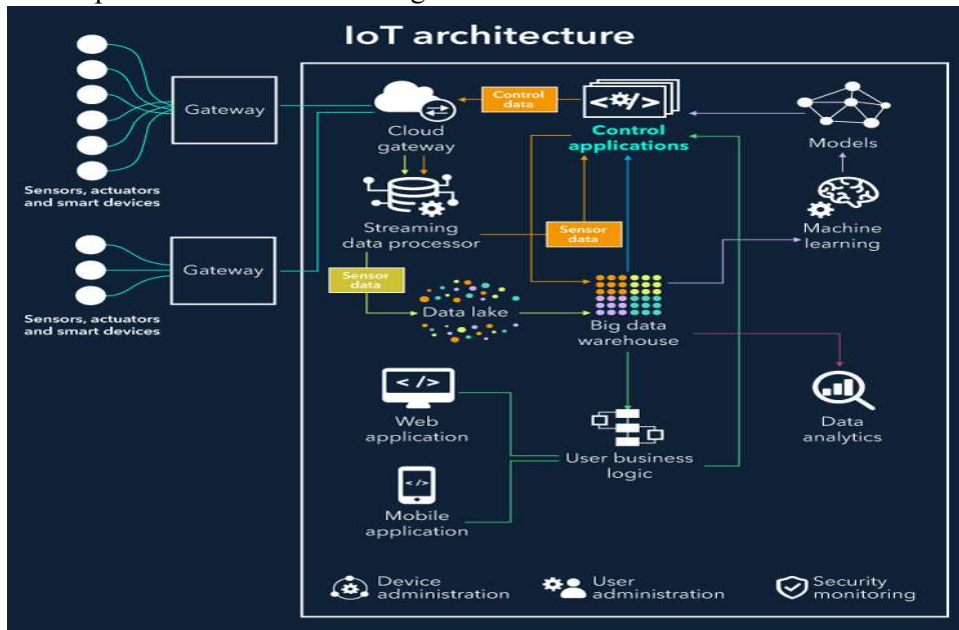 IoT architecture
Gateway
Sensors, actuators
and smart devices
Gateway
Sensors, actuators
and smart devices
Cloud
gateway
Control
data
</>
Control
applications
Models
Streaming
data processor
Sensor
data
Machine
learning
Sensor
data
Data lake
Big data
warehouse
</>
Web
application
User business
logic
Data
analytics
</>
Mobile
application
Device
administration
User
administration
Security
monitoring